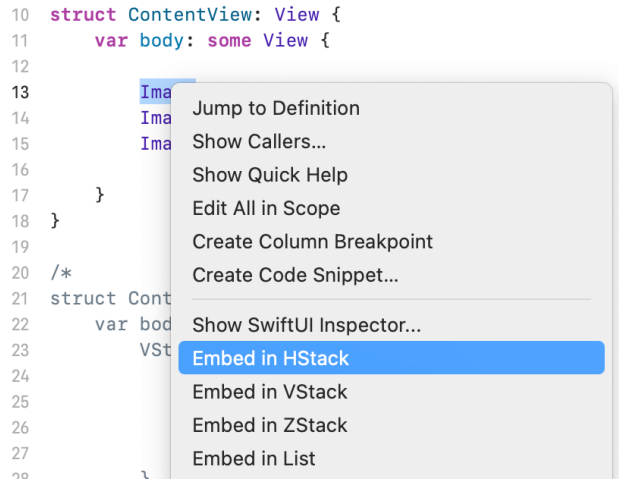 10 struct ContentView: View {
11 var body: some View {
12
13 Ima
14 Ima
15 Ima
16
17 }
18 }
19
20 /*
21 struct Cont
22 var bod
23 VSt
24
25
26
27
28 }
Jump to Definition
Show Callers...
Show Quick Help
Edit All in Scope
Create Column Breakpoint
Create Code Snippet...
Show SwiftUI Inspector...
Embed in HStack
Embed in VStack
Embed in ZStack
Embed in List